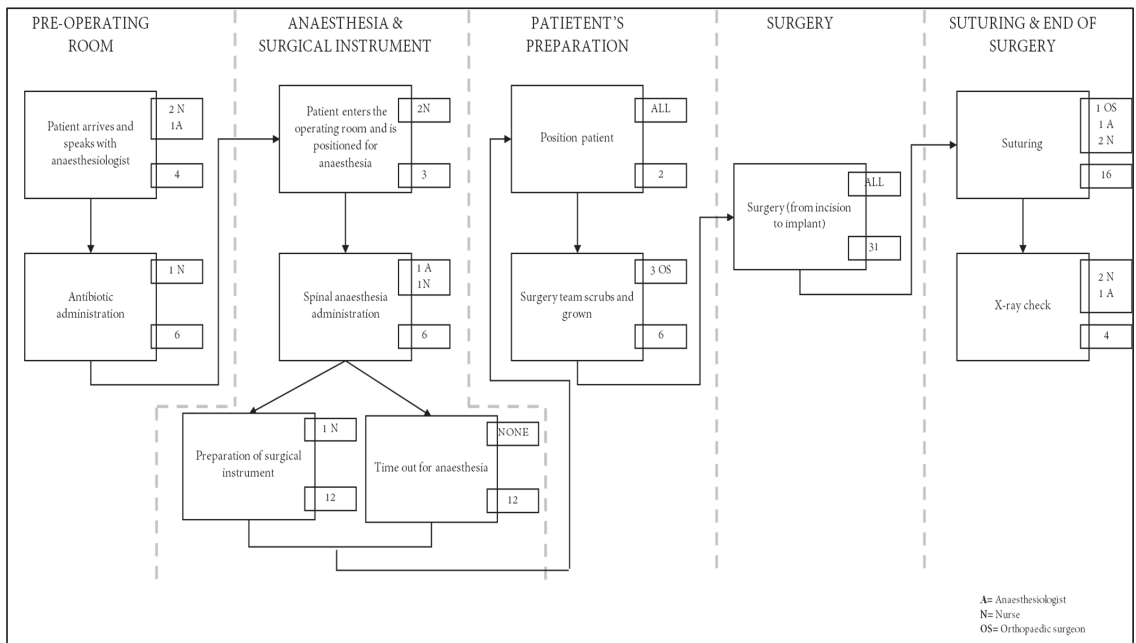 PRE-OPERATING
ROOM
ANAESTHESIA &
SURGICAL INSTRUMENT
PATIETENT'S
PREPARATION
SURGERY
SUTURING & END OF
SURGERY
Patient arrives and
speaks with
anaesthesiologist
2 N
1A
4
Antibiotic
administration
1 N
6
Patient enters the
operating room and is
positioned for
anaesthesia
2N
3
Spinal anaesthesia
administration
1 A
1N
6
Preparation of surgical
instrument
1 N
12
Time out for anaesthesia
NONE
12
Position patient
ALL
2
Surgery team scrubs and
grown
3 OS
6
Surgery (from incision
to implant)
ALL
31
Suturing
1 OS
1 A
2 N
16
X-ray check
2 N
1 A
4
A= Anaesthesiologist
N= Nurse
OS= Orthopaedic surgeon